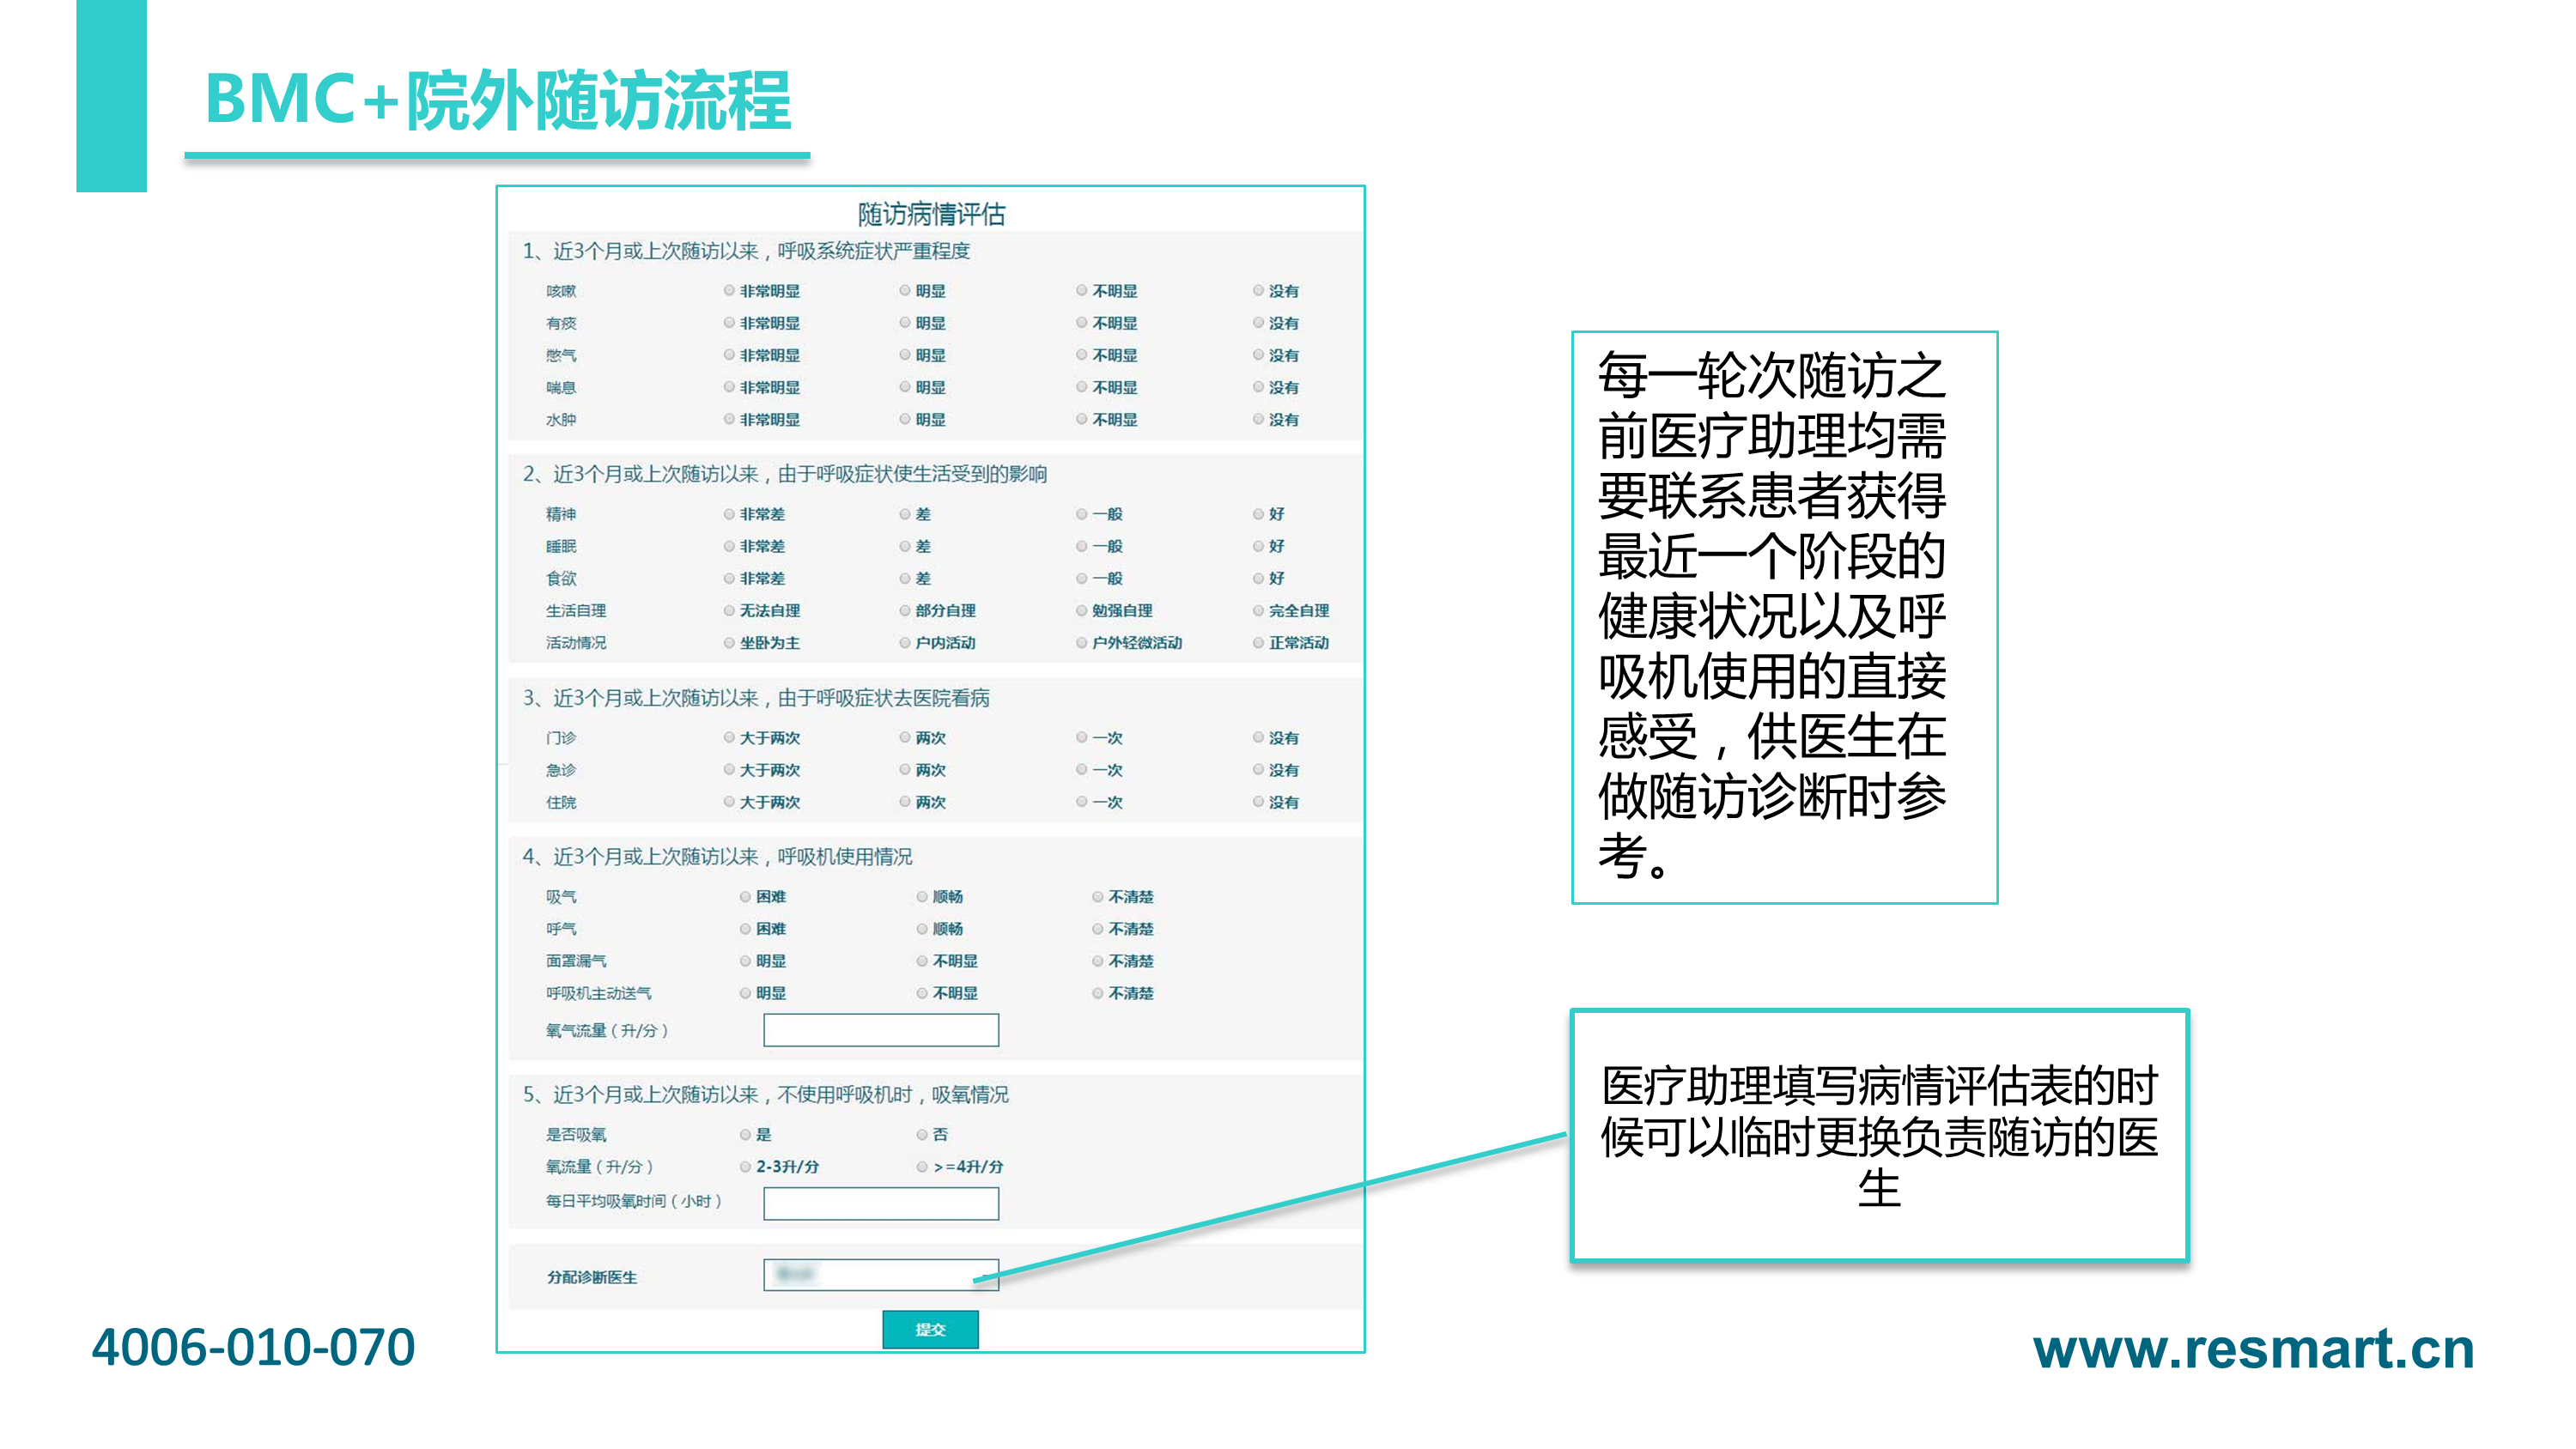 BMC+院外随访流程
随访病情评估
1、近3个月或上次随访以来，呼吸系统症状严重程度
咳嗽 非常明显 明显 不明显 没有
有痰 非常明显 明显 不明显 没有
憋气 非常明显 明显 不明显 没有
喘息 非常明显 明显 不明显 没有
水肿 非常明显 明显 不明显 没有
2、近3个月或上次随访以来，由于呼吸症状使生活受到的影响
精神 非常差 差 一般 好
睡眠 非常差 差 一般 好
食欲 非常差 差 一般 好
生活自理 无法自理 部分自理 勉强自理 完全自理
活动情况 坐卧为主 户内活动 户外轻微活动 正常活动
3、近3个月或上次随访以来，由于呼吸症状去医院看病
门诊 大于两次 两次 一次 没有
急诊 大于两次 两次 一次 没有
住院 大于两次 两次 一次 没有
4、近3个月或上次随访以来，呼吸机使用情况
吸气 困难 顺畅 不清楚
呼气 困难 顺畅 不清楚
面罩漏气 明显 不明显 不清楚
呼吸机主动送气 明显 不明显 不清楚
氧气流量（升/分）
5、近3个月或上次随访以来，不使用呼吸机时，吸氧情况
是否吸氧 是 否
氧流量（升/分） 2-3升/分 >=4升/分
每日平均吸氧时间（小时）
分配诊断医生
提交
每一轮次随访之
前医疗助理均需
要联系患者获得
最近一个阶段的
健康状况以及呼
吸机使用的直接
感受，供医生在
做随访诊断时参
考。
医疗助理填写病情评估表的时
候可以临时更换负责随访的医
生
4006-010-070
www.resmart.cn